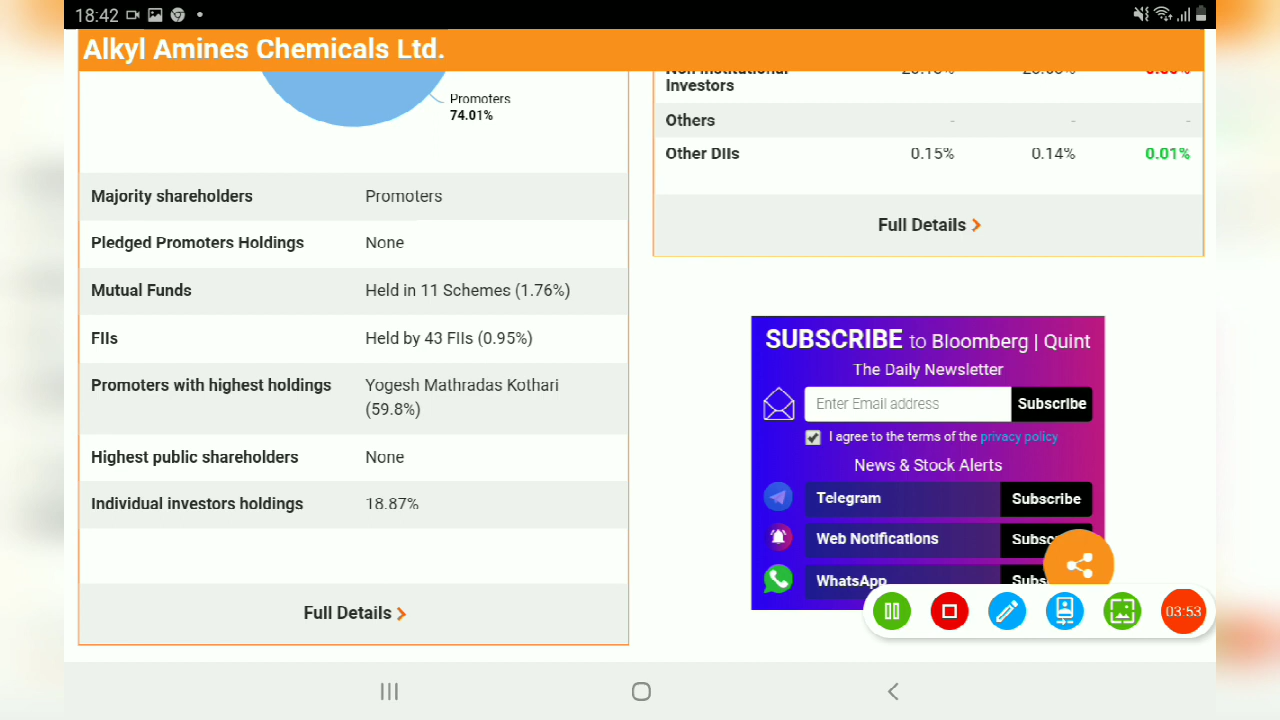 18:42
Alkyl Amines Chemicals Ltd.
Promoters
74.01%
Majority shareholders Promoters
Pledged Promoters Holdings None
Mutual Funds Held in 11 Schemes (1.76%)
FIIs Held by 43 FIIs (0.95%)
Promoters with highest holdings Yogesh Mathradas Kothari
(59.8%)
Highest public shareholders None
Individual investors holdings 18.87%
Full Details
Investors
Others - - -
Other DIIs 0.15% 0.14% 0.01%
Full Details
SUBSCRIBE to Bloomberg | Quint
The Daily Newsletter
Enter Email address Subscribe
I agree to the terms of the privacy policy
News & Stock Alerts
Telegram Subscribe
Web Notifications Subsc
WhatsApp Subs
03:53